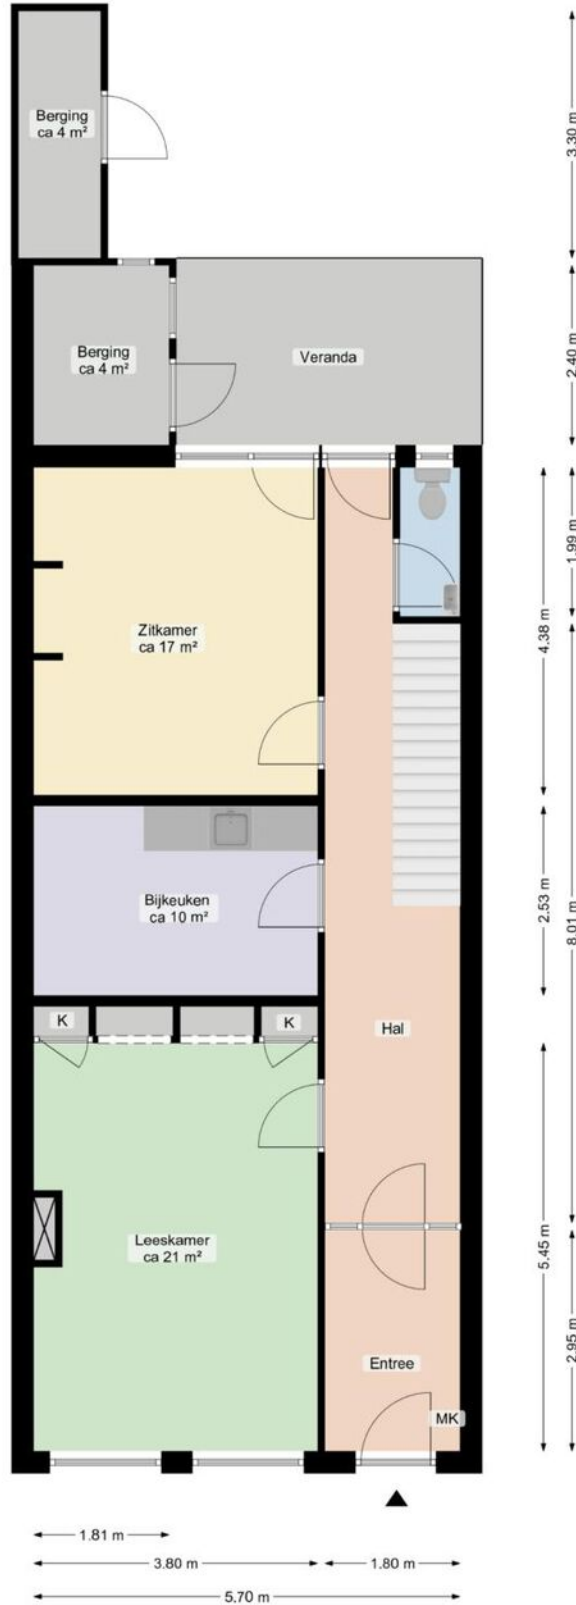 Berging
ca 4 m²
3.30 m
Berging
ca 4 m²
Veranda
2.40 m
1.99 m
4.38 m
Zitkamer
ca 17 m²
Bijkeuken
ca 10 m²
2.53 m
8.01 m
K
K
Hal
Leeskamer
ca 21 m²
5.45 m
Entree
2.95 m
MK
1.81 m
3.80 m
1.80 m
5.70 m